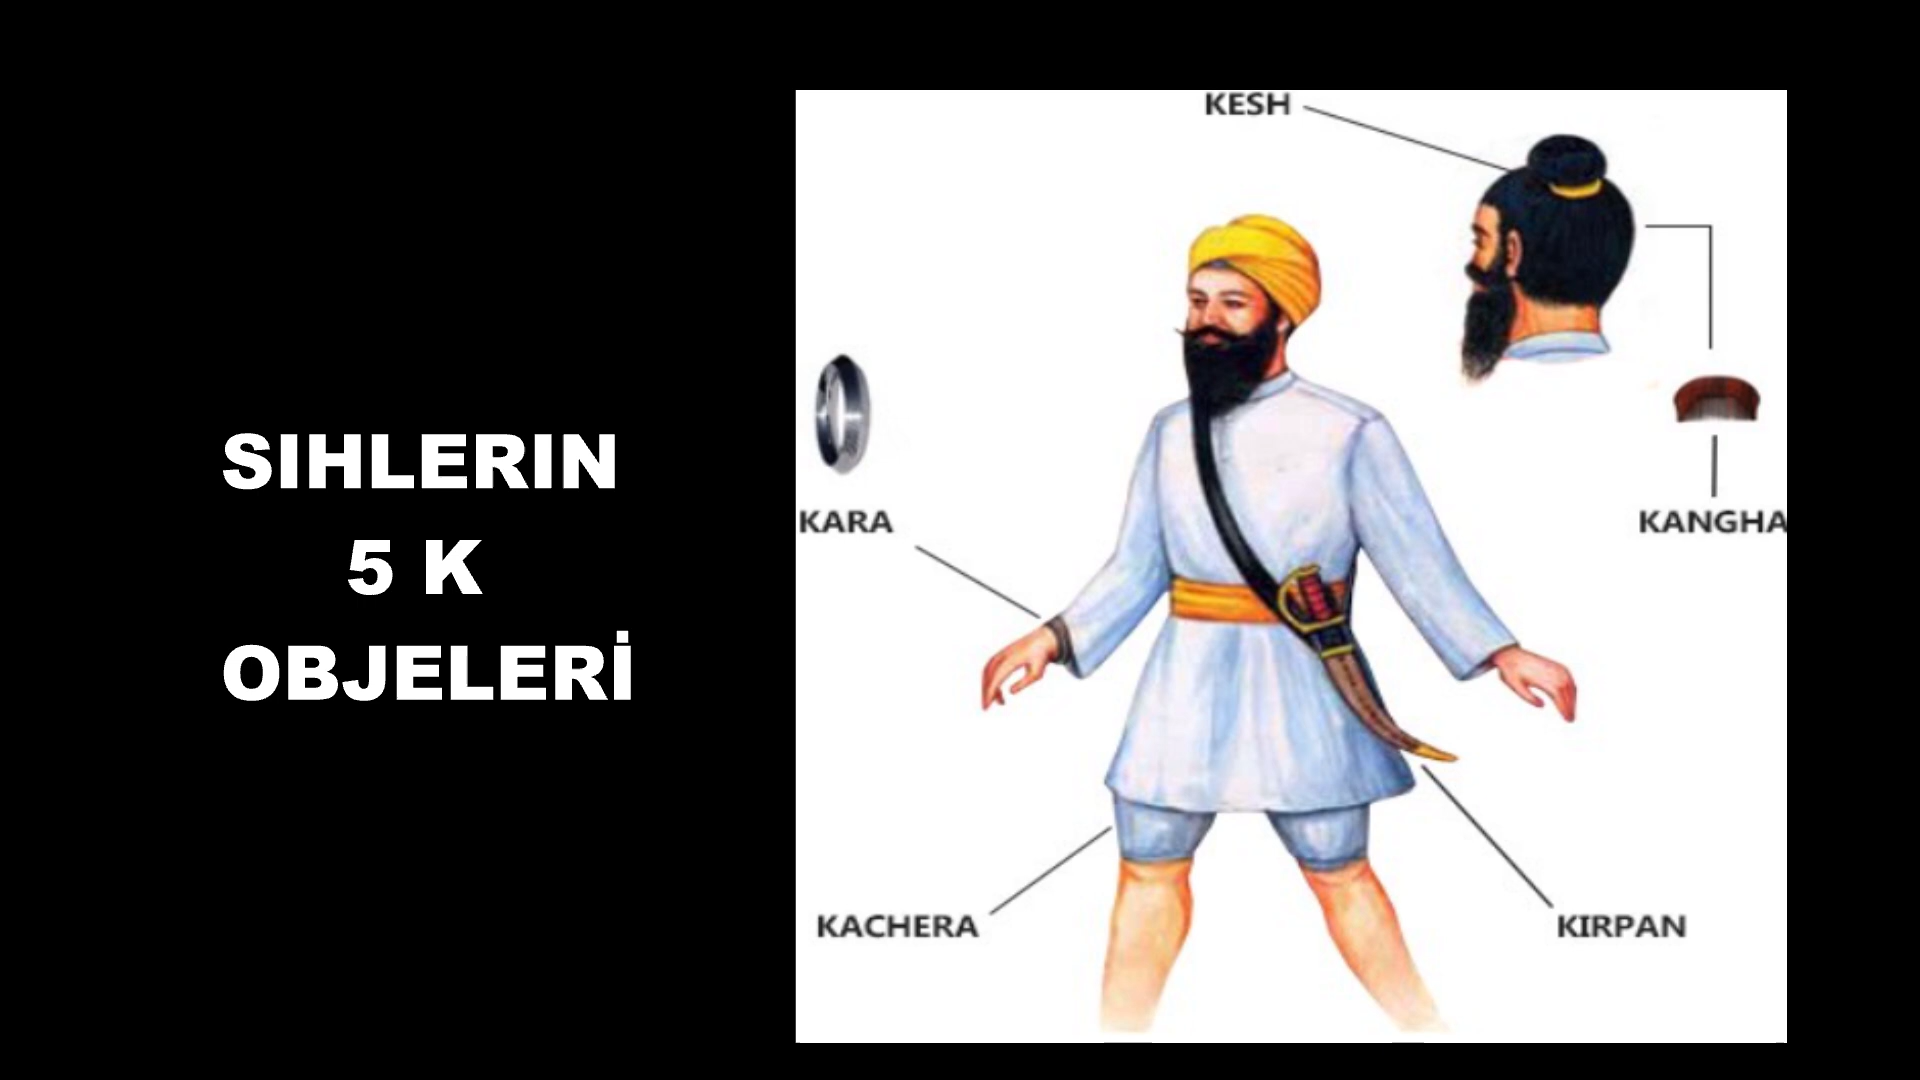 SIHLERIN
5 K
OBJELERİ
KESH
KARA
KANGHA
KACHERA
KIRPAN